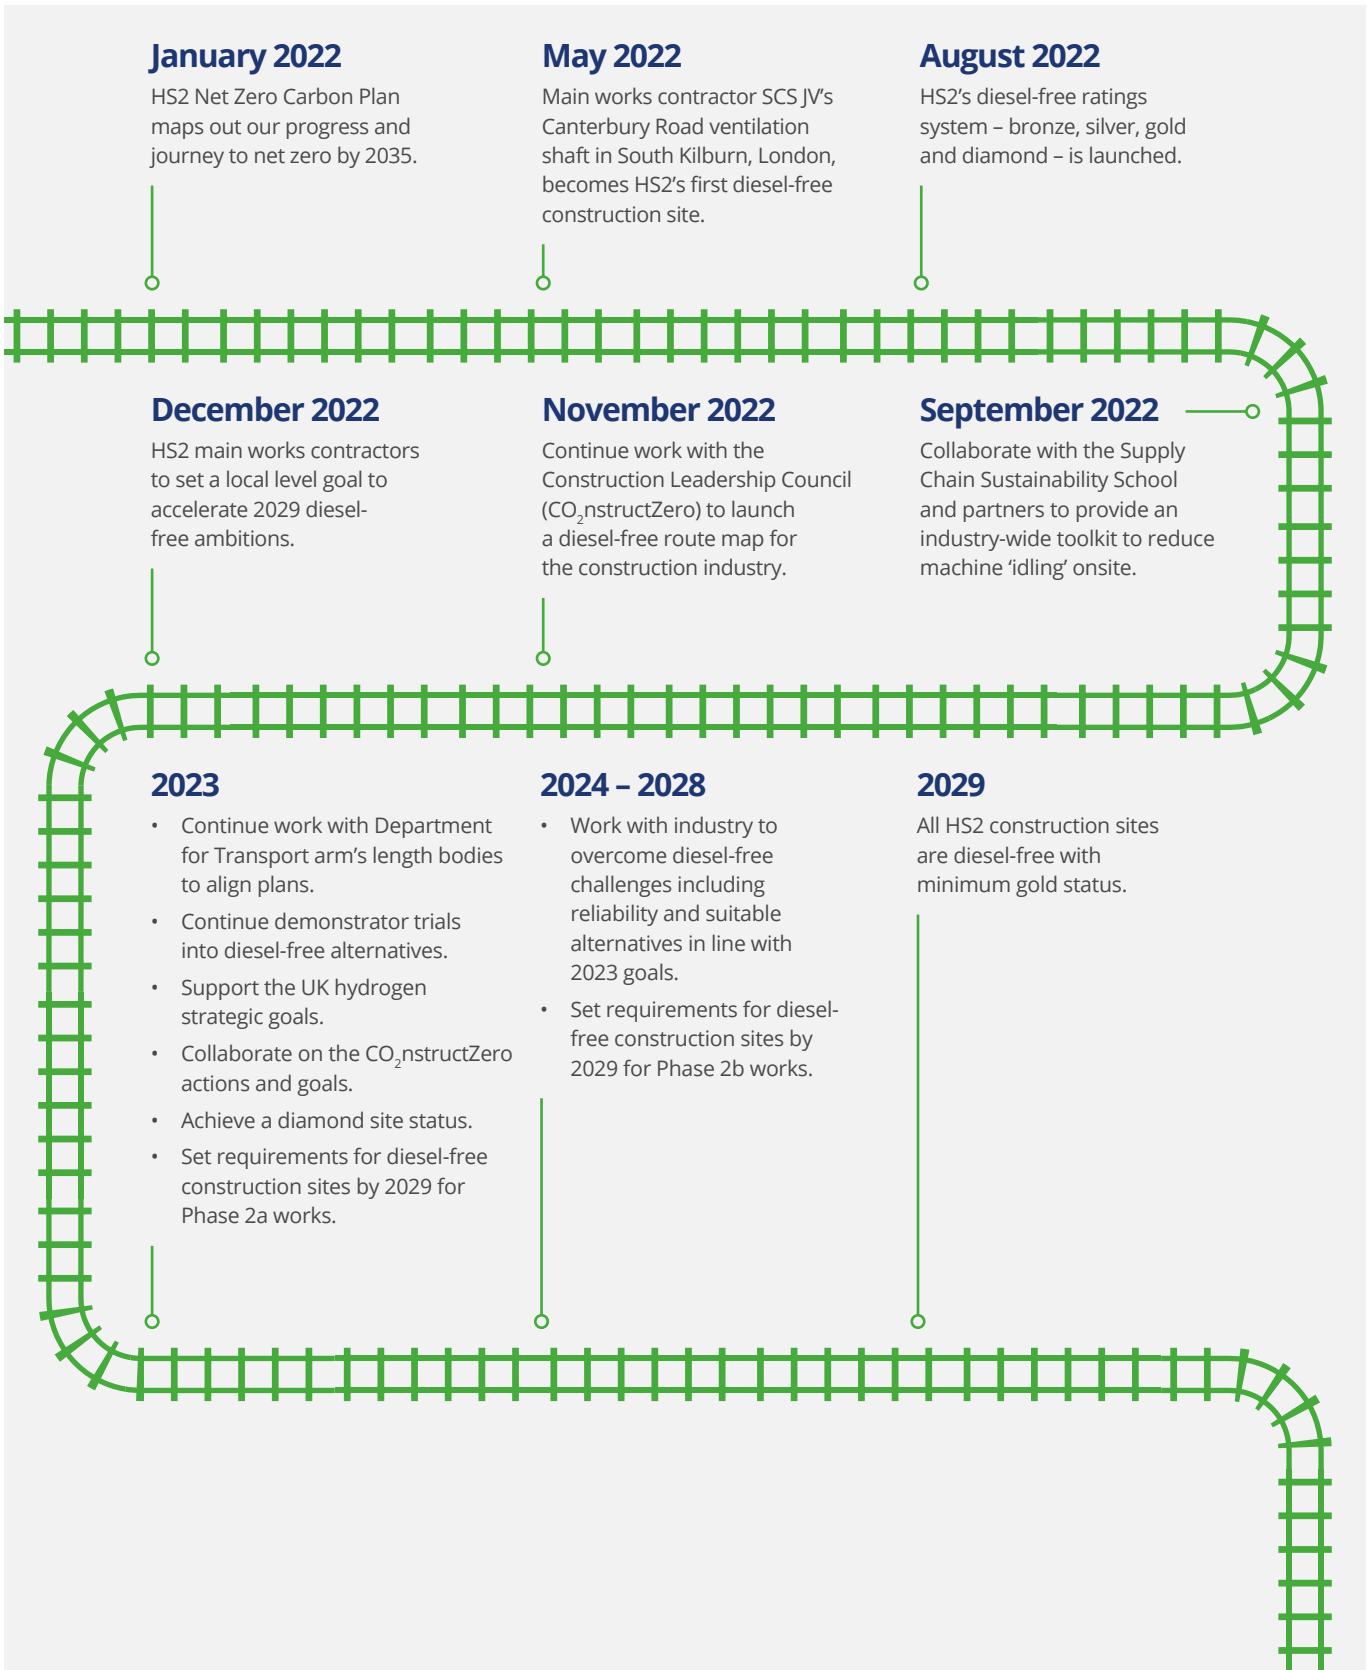 January 2022
HS2 Net Zero Carbon Plan
maps out our progress and
journey to net zero by 2035.
May 2022
Main works contractor SCS JV’s
Canterbury Road ventilation
shaft in South Kilburn, London,
becomes HS2’s first diesel-free
construction site.
August 2022
HS2’s diesel-free ratings
system – bronze, silver, gold
and diamond – is launched.
September 2022
Collaborate with the Supply
Chain Sustainability School
and partners to provide an
industry-wide toolkit to reduce
machine ‘idling’ onsite.
November 2022
Continue work with the
Construction Leadership Council
(CO₂nstructZero) to launch
a diesel-free route map for
the construction industry.
December 2022
HS2 main works contractors
to set a local level goal to
accelerate 2029 diesel-
free ambitions.
2023
• Continue work with Department
for Transport arm’s length bodies
to align plans.
• Continue demonstrator trials
into diesel-free alternatives.
• Support the UK hydrogen
strategic goals.
• Collaborate on the CO₂nstructZero
actions and goals.
• Achieve a diamond site status.
• Set requirements for diesel-free
construction sites by 2029 for
Phase 2a works.
2024 – 2028
• Work with industry to
overcome diesel-free
challenges including
reliability and suitable
alternatives in line with
2023 goals.
• Set requirements for diesel-
free construction sites by
2029 for Phase 2b works.
2029
All HS2 construction sites
are diesel-free with
minimum gold status.